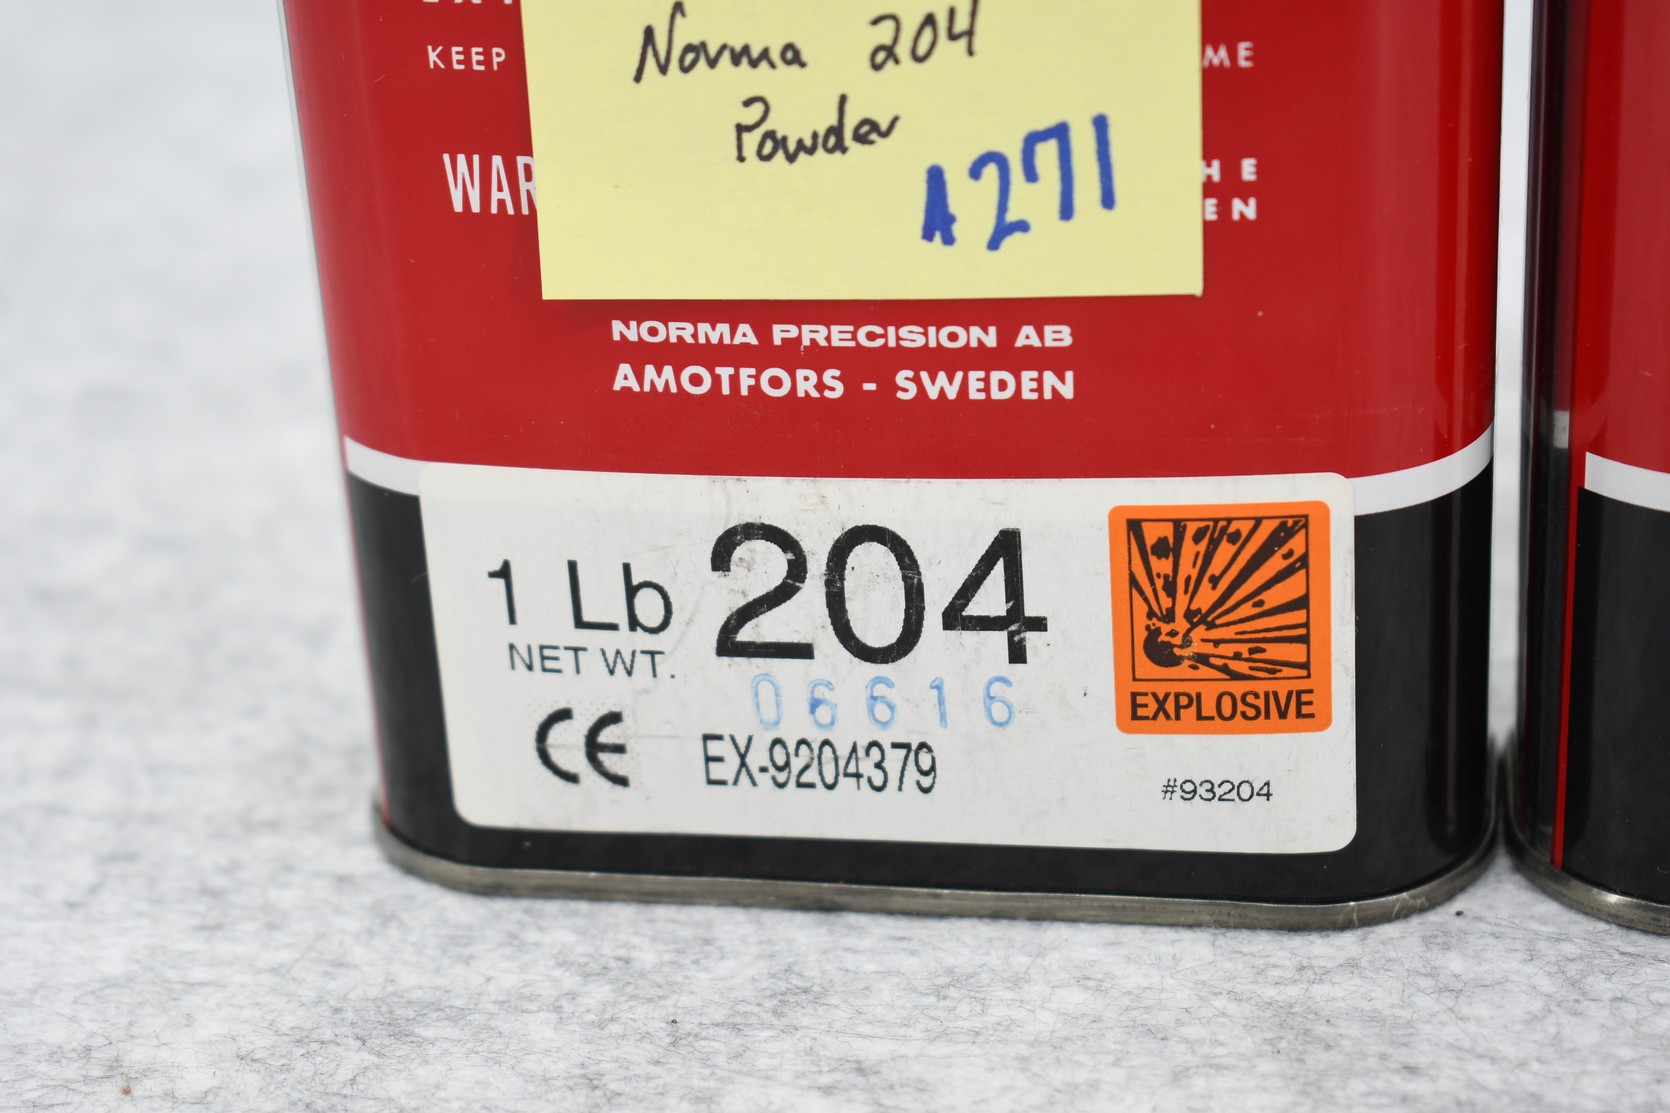 KEEP
Norma 204
ME
Powder
A271
WAR
HE
EN
NORMA PRECISION AB
AMOTFORS - SWEDEN
1 Lb 204
NET WT.
06616
CE EX-9204379
EXPLOSIVE
#93204